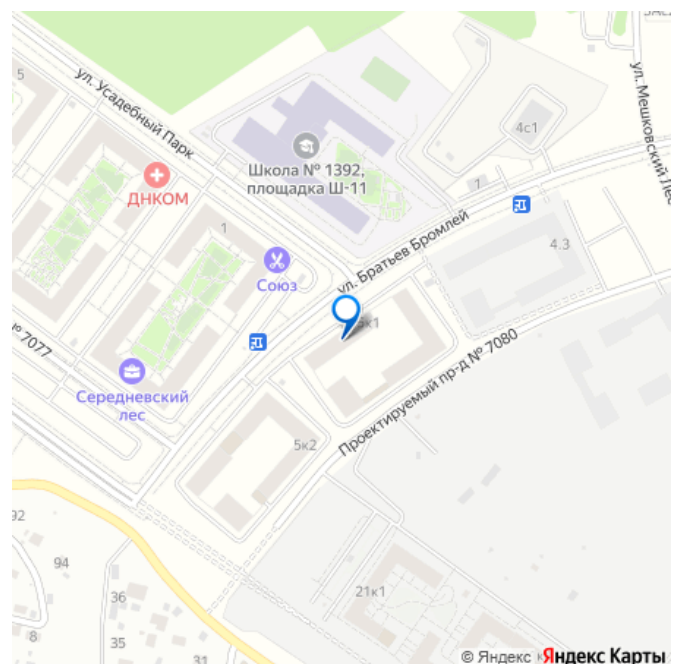 5
ул. Усадебный Парк
ул. Мешковский Лес
4с1
Школа № 1392,
площадка Ш-11
ДНКОМ
1
1
ул. Братьев Бромлей
4.3
Союз
№ 7077
Середневский
лес
Проектируемый пр-д № 7080
5к2
92
94
36
21к1
8
35
31
© Яндекс
Яндекс Карты